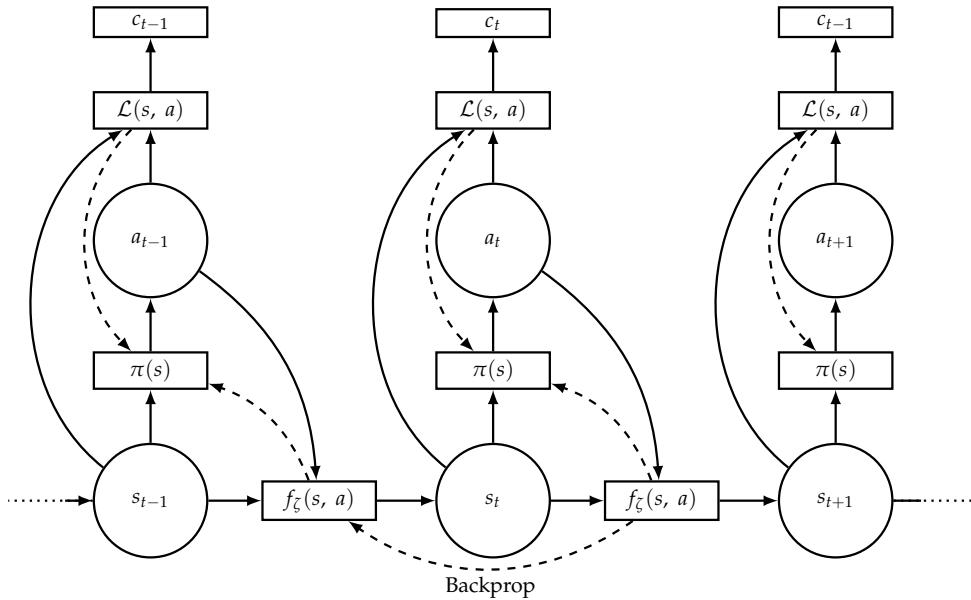 c_{t−1} c_t c_{t−1}
ℒ(s, a) ℒ(s, a) ℒ(s, a)
a_{t−1} a_t a_{t+1}
π(s) π(s) π(s)
s_{t−1} f_ζ(s, a) s_t f_ζ(s, a) s_{t+1}
Backprop